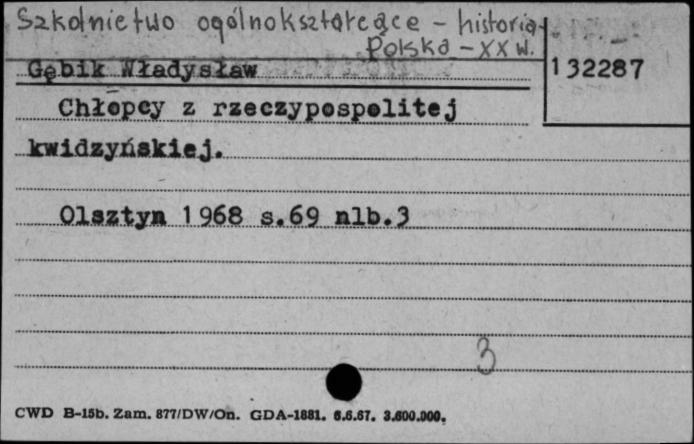 Szkolnictwo ogólnokształcące - historia -
Polska - XX w.
Gębik Władysław
132287
Chłopcy z rzeczypospolitej
kwidzyńskiej.
Olsztyn 1968 s.69 nlb.3
3
CWD B-15b. Zam. 877/DW/On. GDA-1881. 6.6.67. 3.600.000.